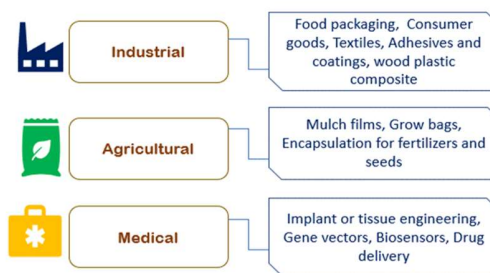 Industrial
Food packaging, Consumer
goods, Textiles, Adhesives and
coatings, wood plastic
composite
Agricultural
Mulch films, Grow bags,
Encapsulation for fertilizers and
seeds
Medical
Implant or tissue engineering,
Gene vectors, Biosensors, Drug
delivery